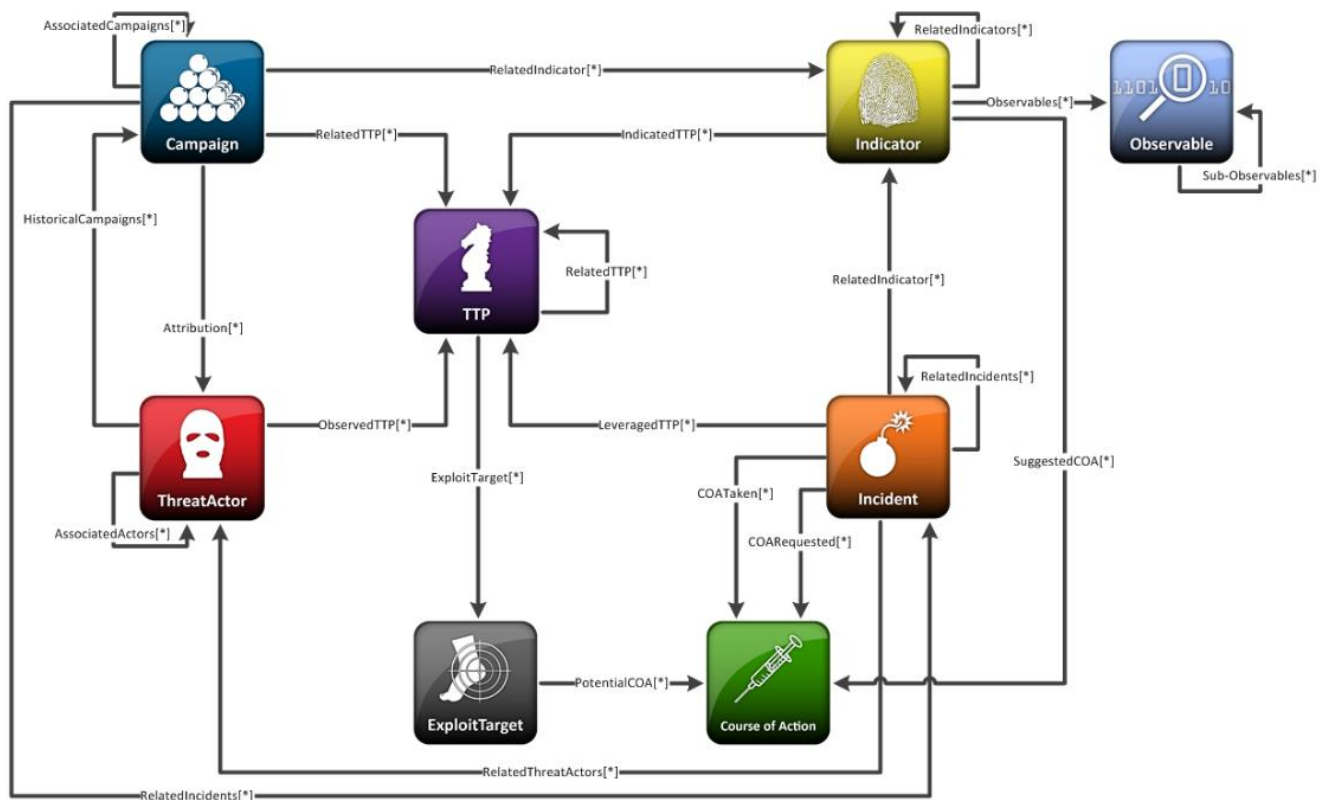 AssociatedCampaigns[*]
RelatedIndicators[*]
RelatedIndicator[*]
1101 0 10
Observables[*]
RelatedTTP[*]
IndicatedTTP[*]
Campaign
Indicator
Observable
Sub-Observables[*]
HistoricalCampaigns[*]
RelatedTTP[*]
RelatedIndicator[*]
TTP
Attribution[*]
RelatedIncidents[*]
ObservedTTP[*]
LeveragedTTP[*]
SuggestedCOA[*]
ExploitTarget[*]
COATaken[*]
ThreatActor
Incident
AssociatedActors[*]
COARequested[*]
PotentialCOA[*]
ExploitTarget
Course of Action
RelatedThreatActors[*]
RelatedIncidents[*]